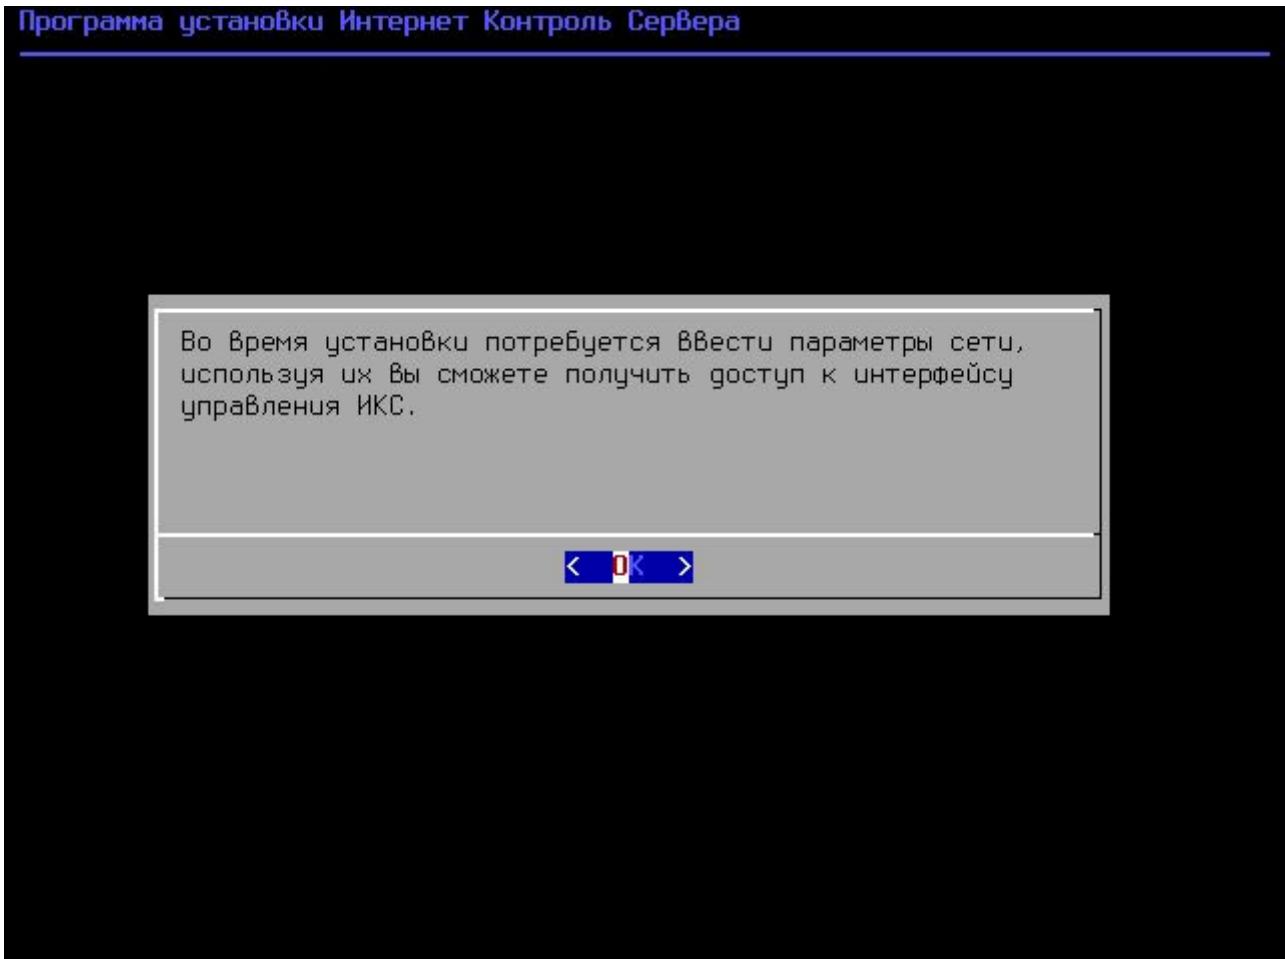 Программа установки Интернет Контроль Сервера
Во время установки потребуется ввести параметры сети,
используя их вы сможете получить доступ к интерфейсу
управления ИКС.
< OK >